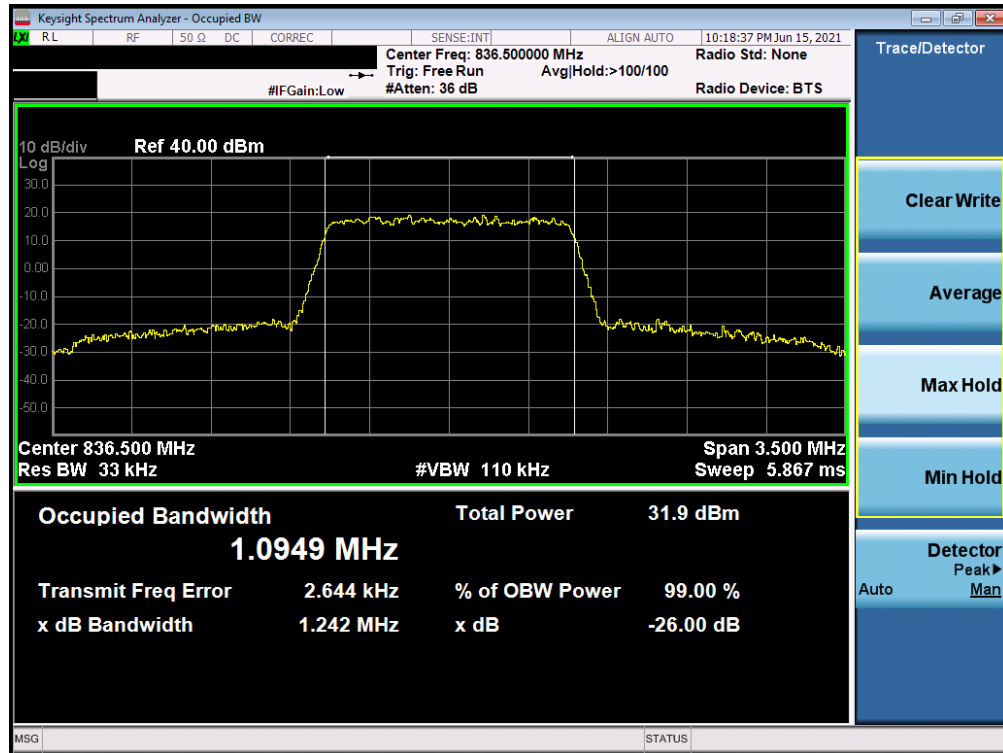 Keysight Spectrum Analyzer - Occupied BW
LXI RL RF 50 Ω DC CORREC SENSE:INT ALIGN AUTO 10:18:37 PM Jun 15, 2021
Center Freq: 836.500000 MHz Radio Std: None
Trig: Free Run Avg|Hold:>100/100
#IFGain:Low #Atten: 36 dB Radio Device: BTS
10 dB/div Ref 40.00 dBm
Log
30.0
20.0
10.0
0.00
-10.0
-20.0
-30.0
-40.0
-50.0
Center 836.500 MHz Span 3.500 MHz
Res BW 33 kHz #VBW 110 kHz Sweep 5.867 ms
Occupied Bandwidth Total Power 31.9 dBm
1.0949 MHz
Transmit Freq Error 2.644 kHz % of OBW Power 99.00 %
x dB Bandwidth 1.242 MHz x dB -26.00 dB
Trace/Detector
Clear Write
Average
Max Hold
Min Hold
Detector
Peak▶
Auto Man
MSG STATUS